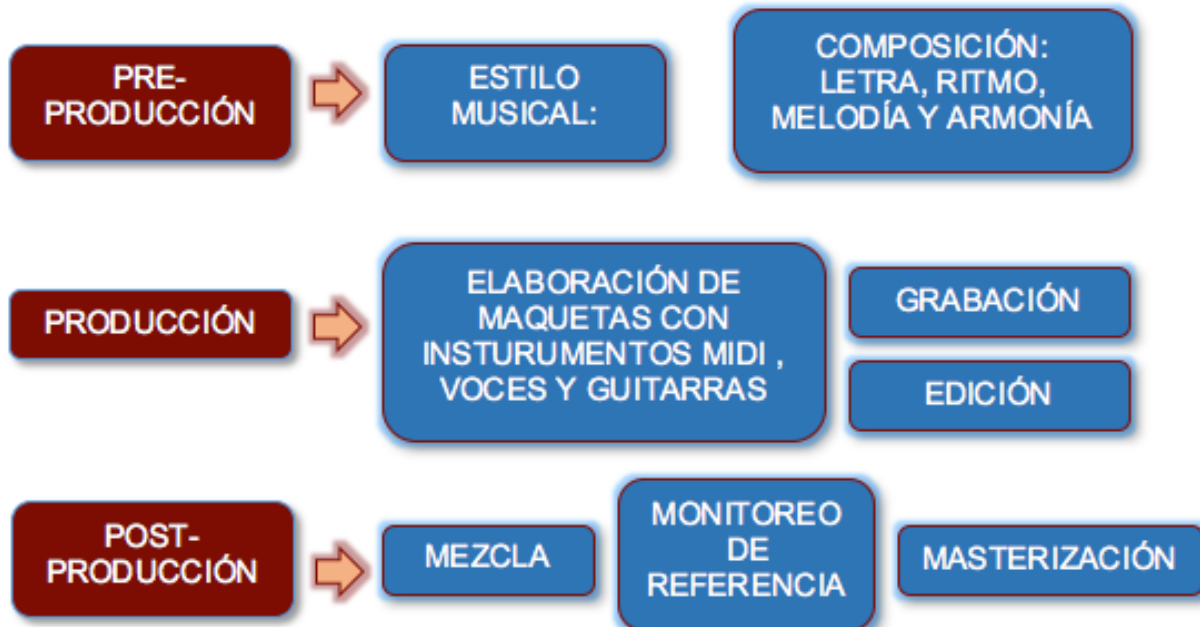 PRE-
PRODUCCIÓN
ESTILO
MUSICAL:
COMPOSICIÓN:
LETRA, RITMO,
MELODÍA Y ARMONÍA
PRODUCCIÓN
ELABORACIÓN DE
MAQUETAS CON
INSTURUMENTOS MIDI ,
VOCES Y GUITARRAS
GRABACIÓN
EDICIÓN
POST-
PRODUCCIÓN
MEZCLA
MONITOREO
DE
REFERENCIA
MASTERIZACIÓN